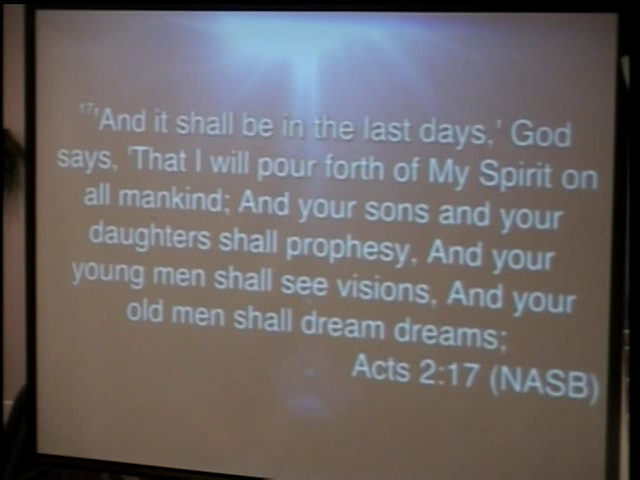 17'And it shall be in the last days,' God
says, 'That I will pour forth of My Spirit on
all mankind; And your sons and your
daughters shall prophesy, And your
young men shall see visions, And your
old men shall dream dreams;
Acts 2:17 (NASB)